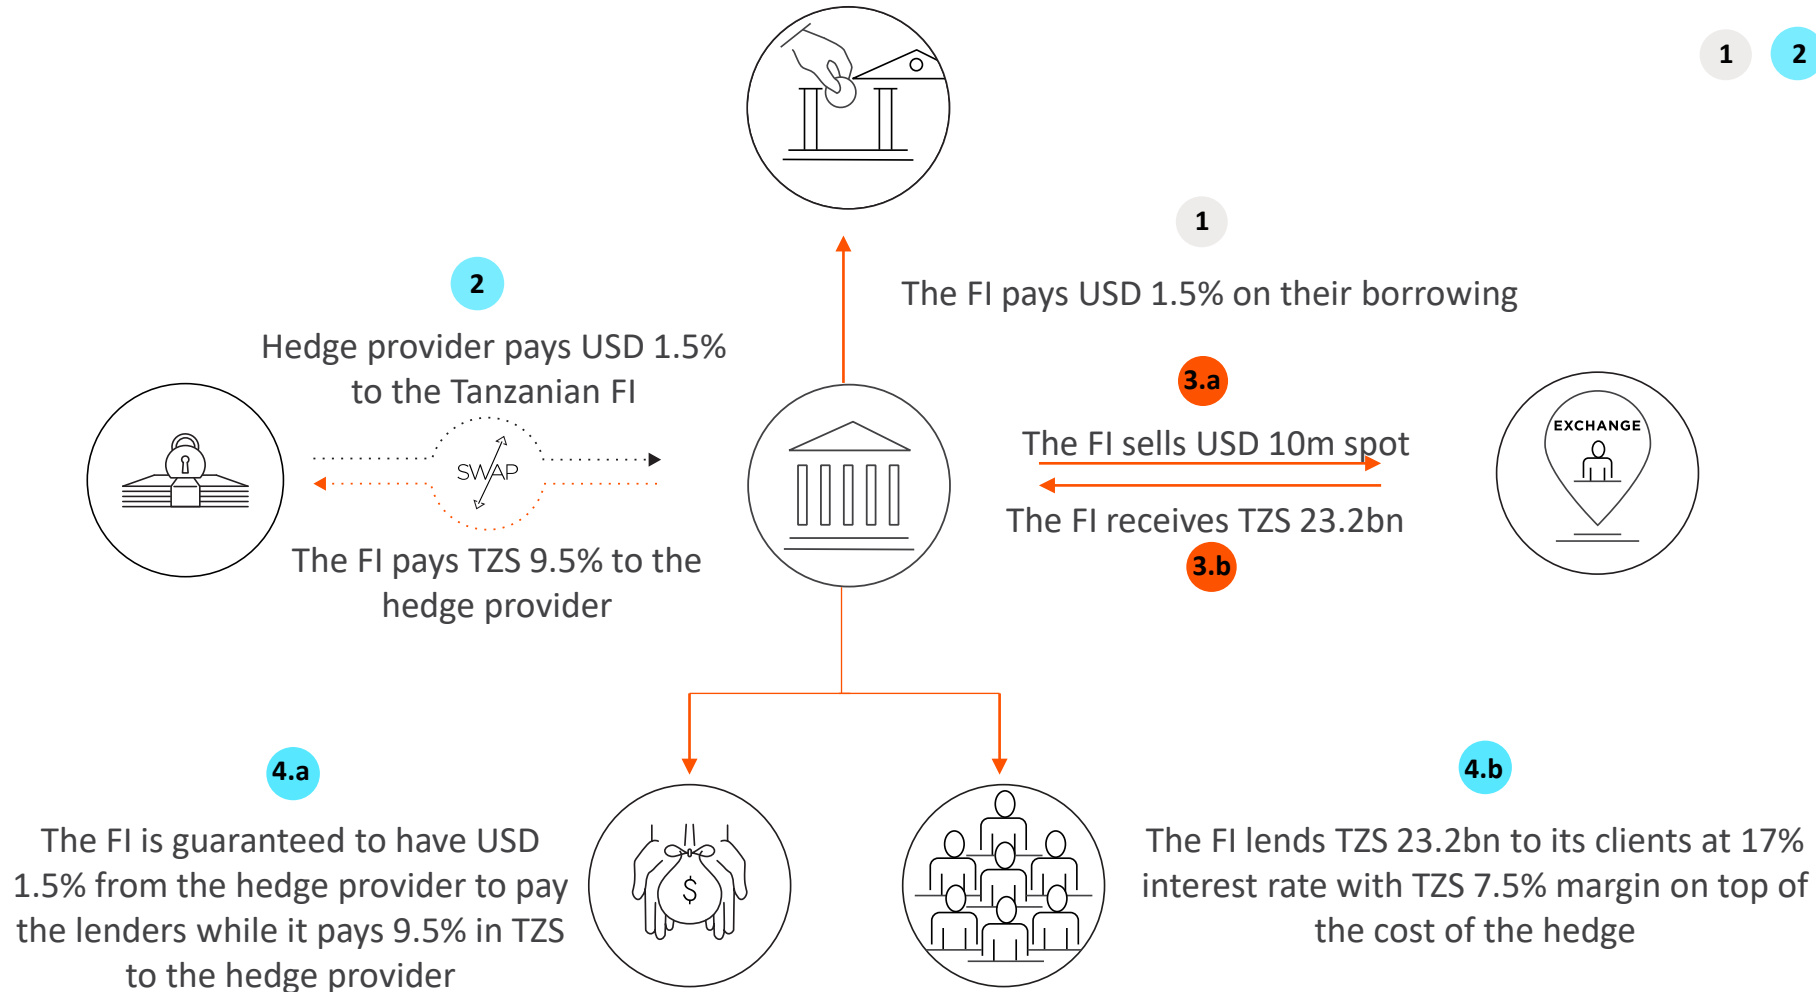 1 2
1
The FI pays USD 1.5% on their borrowing
2
Hedge provider pays USD 1.5%
to the Tanzanian FI
SWAP
The FI pays TZS 9.5% to the
hedge provider
3.a
The FI sells USD 10m spot
The FI receives TZS 23.2bn
3.b
EXCHANGE
4.a
The FI is guaranteed to have USD
1.5% from the hedge provider to pay
the lenders while it pays 9.5% in TZS
to the hedge provider
$
4.b
The FI lends TZS 23.2bn to its clients at 17%
interest rate with TZS 7.5% margin on top of
the cost of the hedge